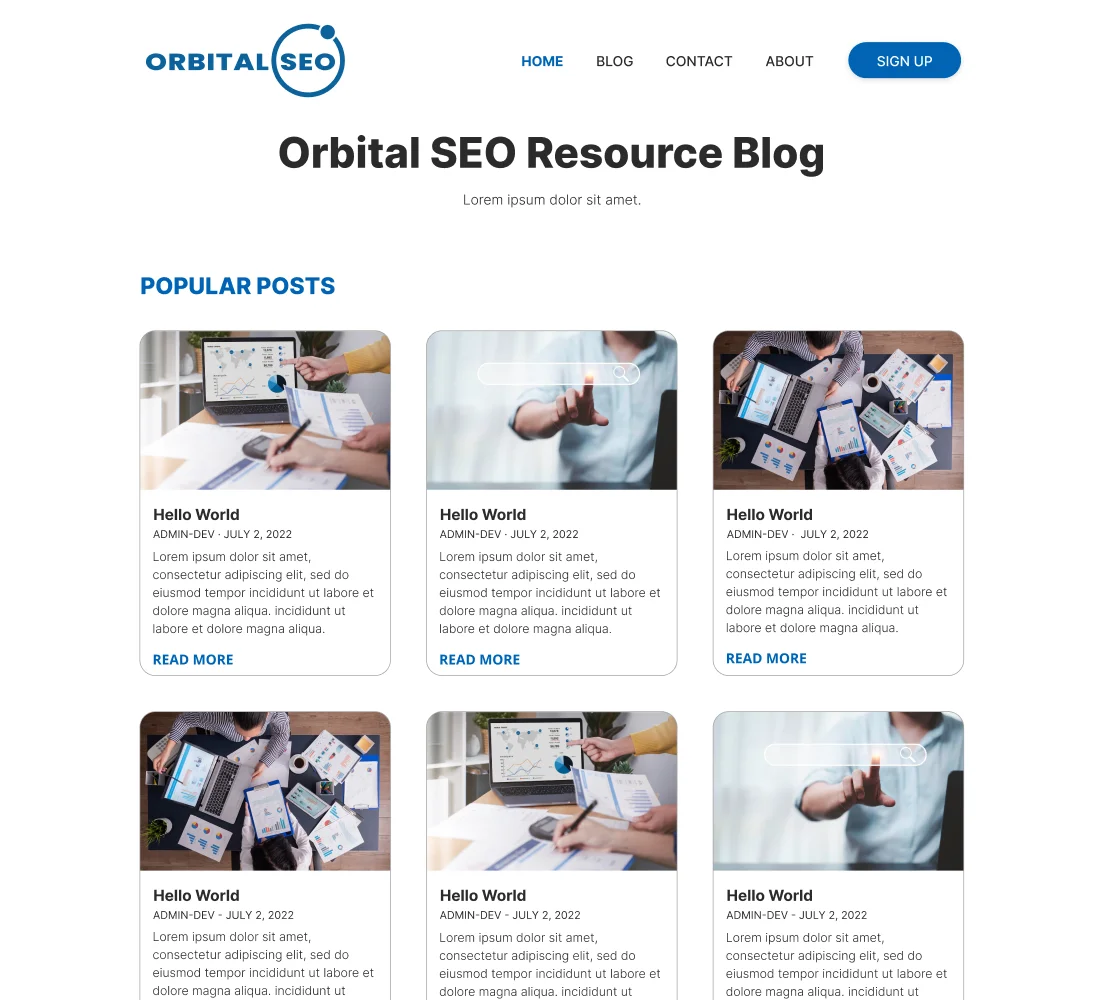 ORBITAL SEO
HOME BLOG CONTACT ABOUT SIGN UP
Orbital SEO Resource Blog
Lorem ipsum dolor sit amet.
POPULAR POSTS
Hello World
ADMIN-DEV · JULY 2, 2022
Lorem ipsum dolor sit amet,
consectetur adipiscing elit, sed do
eiusmod tempor incididunt ut labore et
dolore magna aliqua. incididunt ut
labore et dolore magna aliqua.
READ MORE
Hello World
ADMIN-DEV · JULY 2, 2022
Lorem ipsum dolor sit amet,
consectetur adipiscing elit, sed do
eiusmod tempor incididunt ut labore et
dolore magna aliqua. incididunt ut
labore et dolore magna aliqua.
READ MORE
Hello World
ADMIN-DEV · JULY 2, 2022
Lorem ipsum dolor sit amet,
consectetur adipiscing elit, sed do
eiusmod tempor incididunt ut labore et
dolore magna aliqua. incididunt ut
labore et dolore magna aliqua.
READ MORE
Hello World
ADMIN-DEV - JULY 2, 2022
Lorem ipsum dolor sit amet,
consectetur adipiscing elit, sed do
eiusmod tempor incididunt ut labore et
dolore magna aliqua. incididunt ut
Hello World
ADMIN-DEV - JULY 2, 2022
Lorem ipsum dolor sit amet,
consectetur adipiscing elit, sed do
eiusmod tempor incididunt ut labore et
dolore magna aliqua. incididunt ut
Hello World
ADMIN-DEV - JULY 2, 2022
Lorem ipsum dolor sit amet,
consectetur adipiscing elit, sed do
eiusmod tempor incididunt ut labore et
dolore magna aliqua. incididunt ut